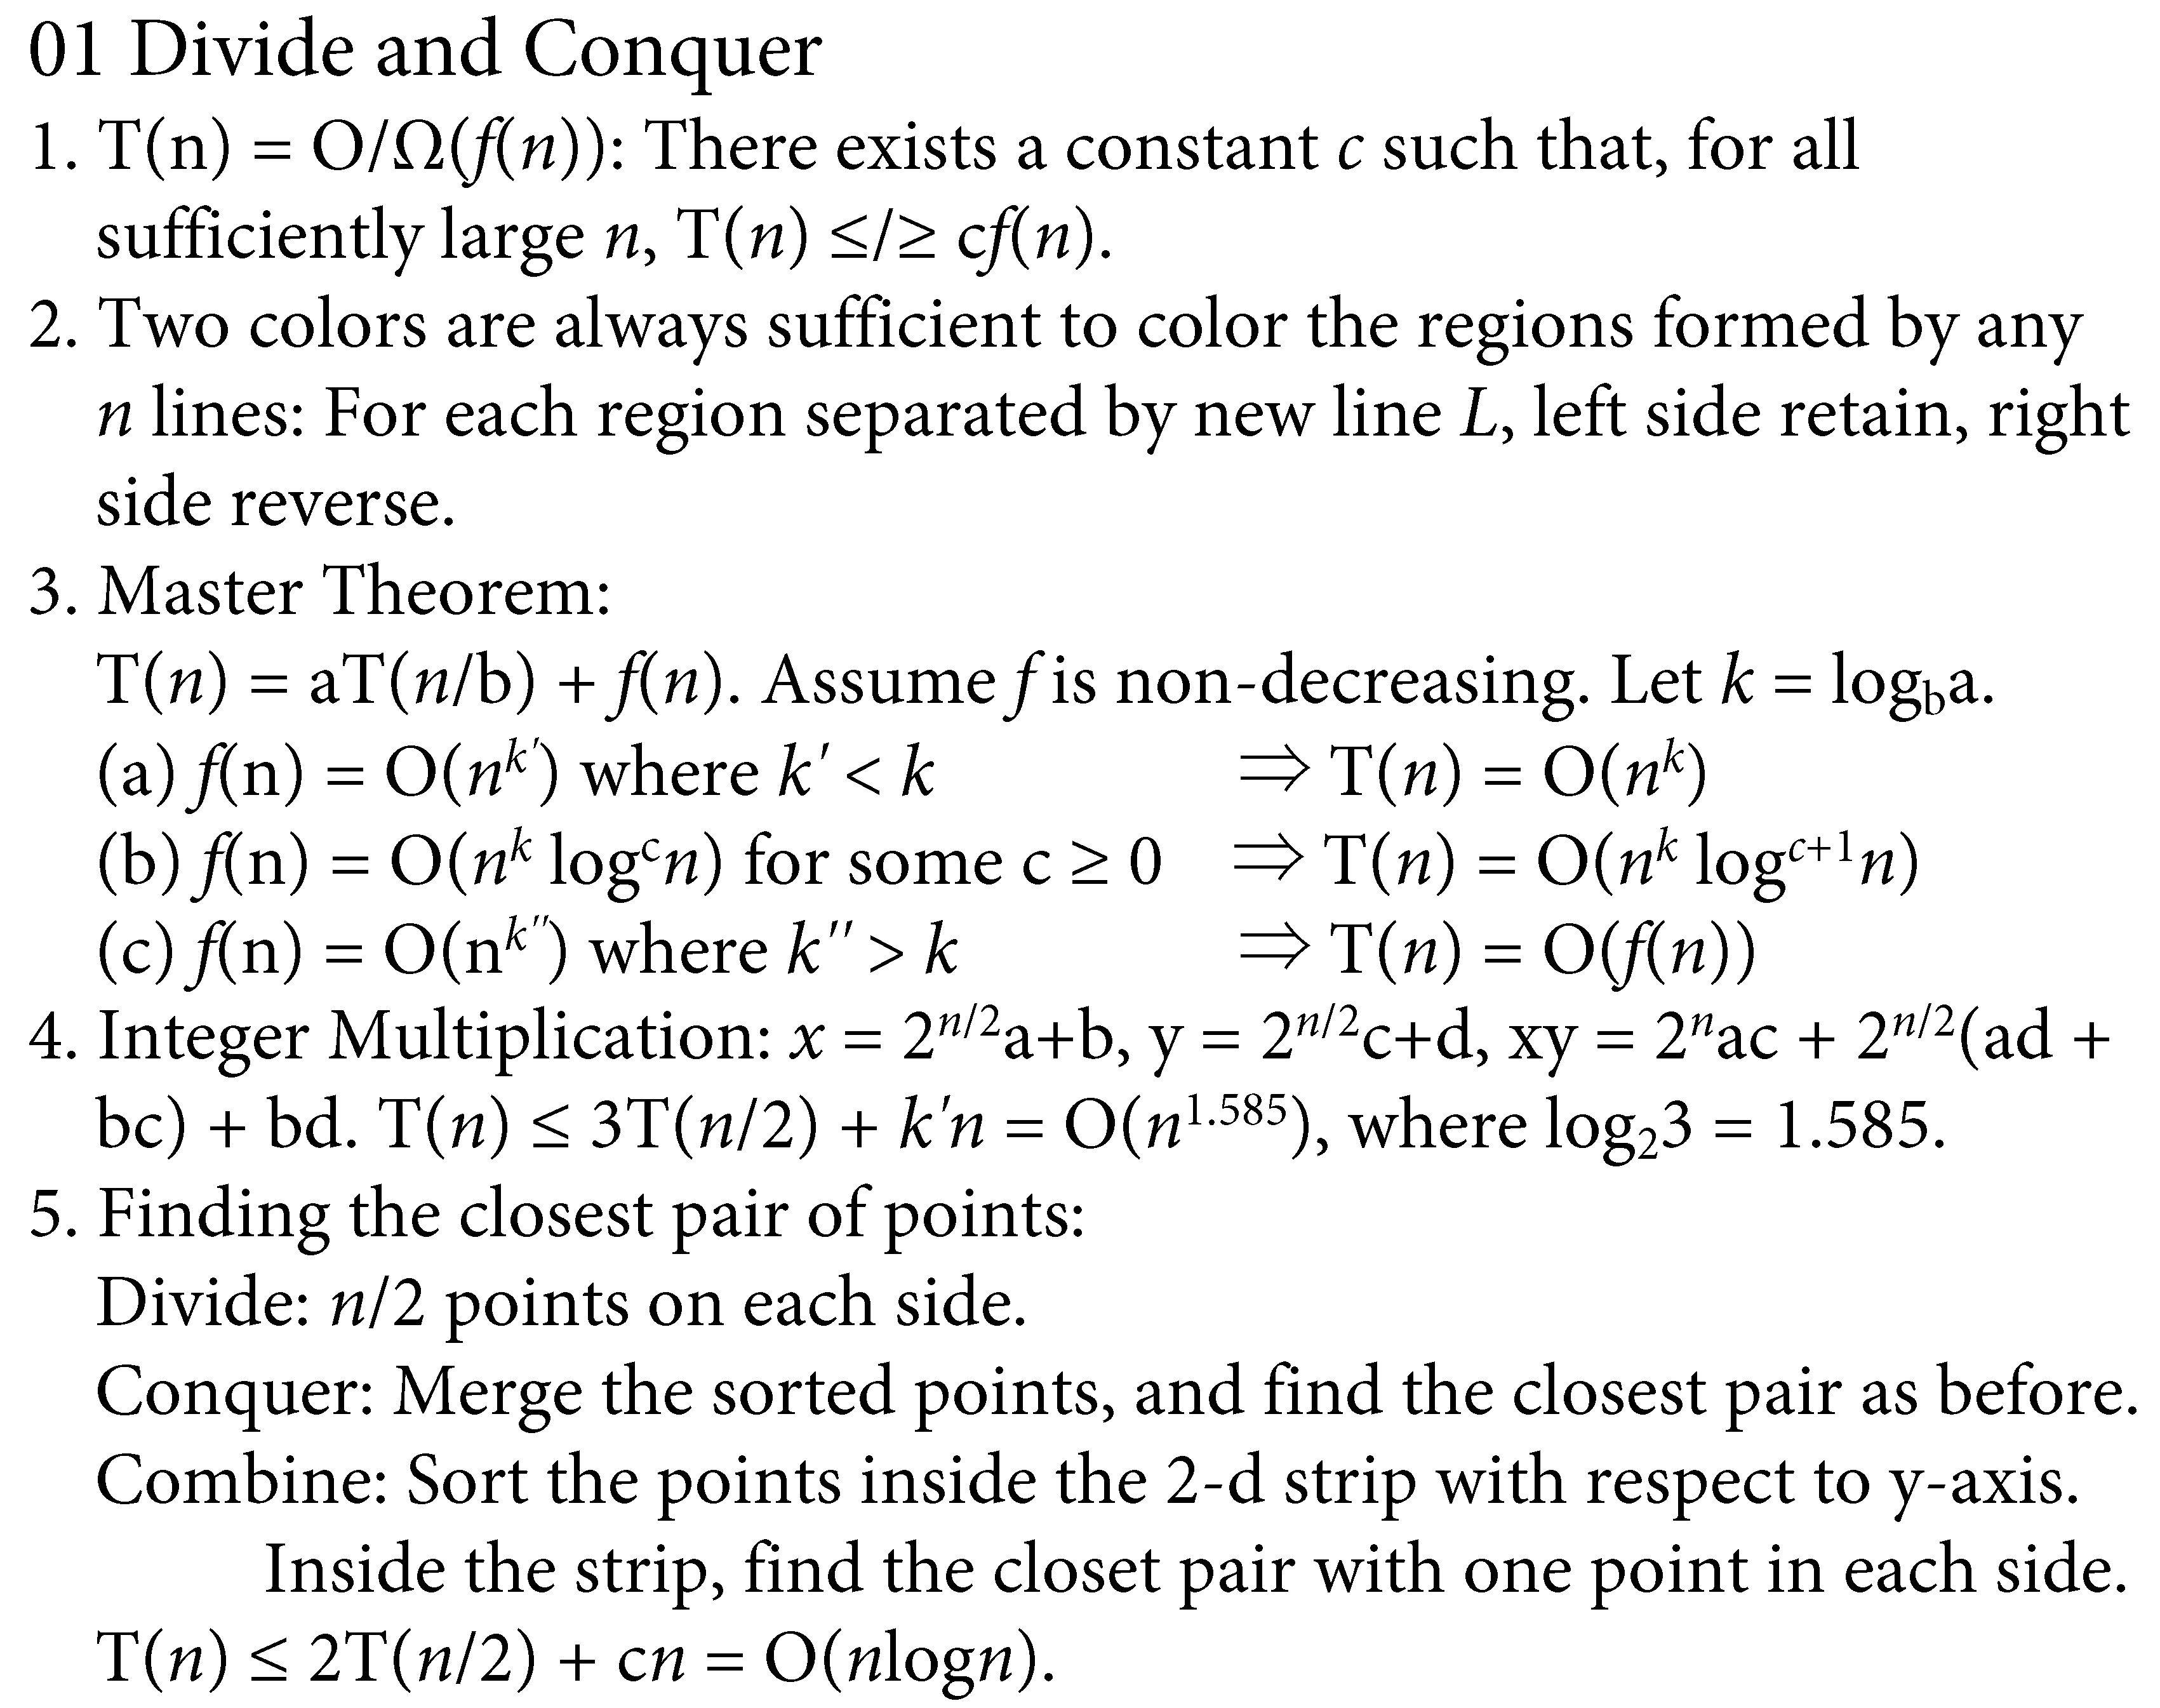 01 Divide and Conquer
1. T(n) = O/Ω(f(n)): There exists a constant c such that, for all
sufficiently large n, T(n) ≤/≥ cf(n).
2. Two colors are always sufficient to color the regions formed by any
n lines: For each region separated by new line L, left side retain, right
side reverse.
3. Master Theorem:
T(n) = aT(n/b) + f(n). Assume f is non-decreasing. Let k = log_b a.
(a) f(n) = O(n^k′) where k′ < k ⇒ T(n) = O(n^k)
(b) f(n) = O(n^k log^c n) for some c ≥ 0 ⇒ T(n) = O(n^k log^(c+1) n)
(c) f(n) = O(n^k′′) where k′′ > k ⇒ T(n) = O(f(n))
4. Integer Multiplication: x = 2^(n/2)a+b, y = 2^(n/2)c+d, xy = 2^n ac + 2^(n/2)(ad +
bc) + bd. T(n) ≤ 3T(n/2) + k′n = O(n^1.585), where log_2 3 = 1.585.
5. Finding the closest pair of points:
Divide: n/2 points on each side.
Conquer: Merge the sorted points, and find the closest pair as before.
Combine: Sort the points inside the 2-d strip with respect to y-axis.
Inside the strip, find the closet pair with one point in each side.
T(n) ≤ 2T(n/2) + cn = O(nlogn).